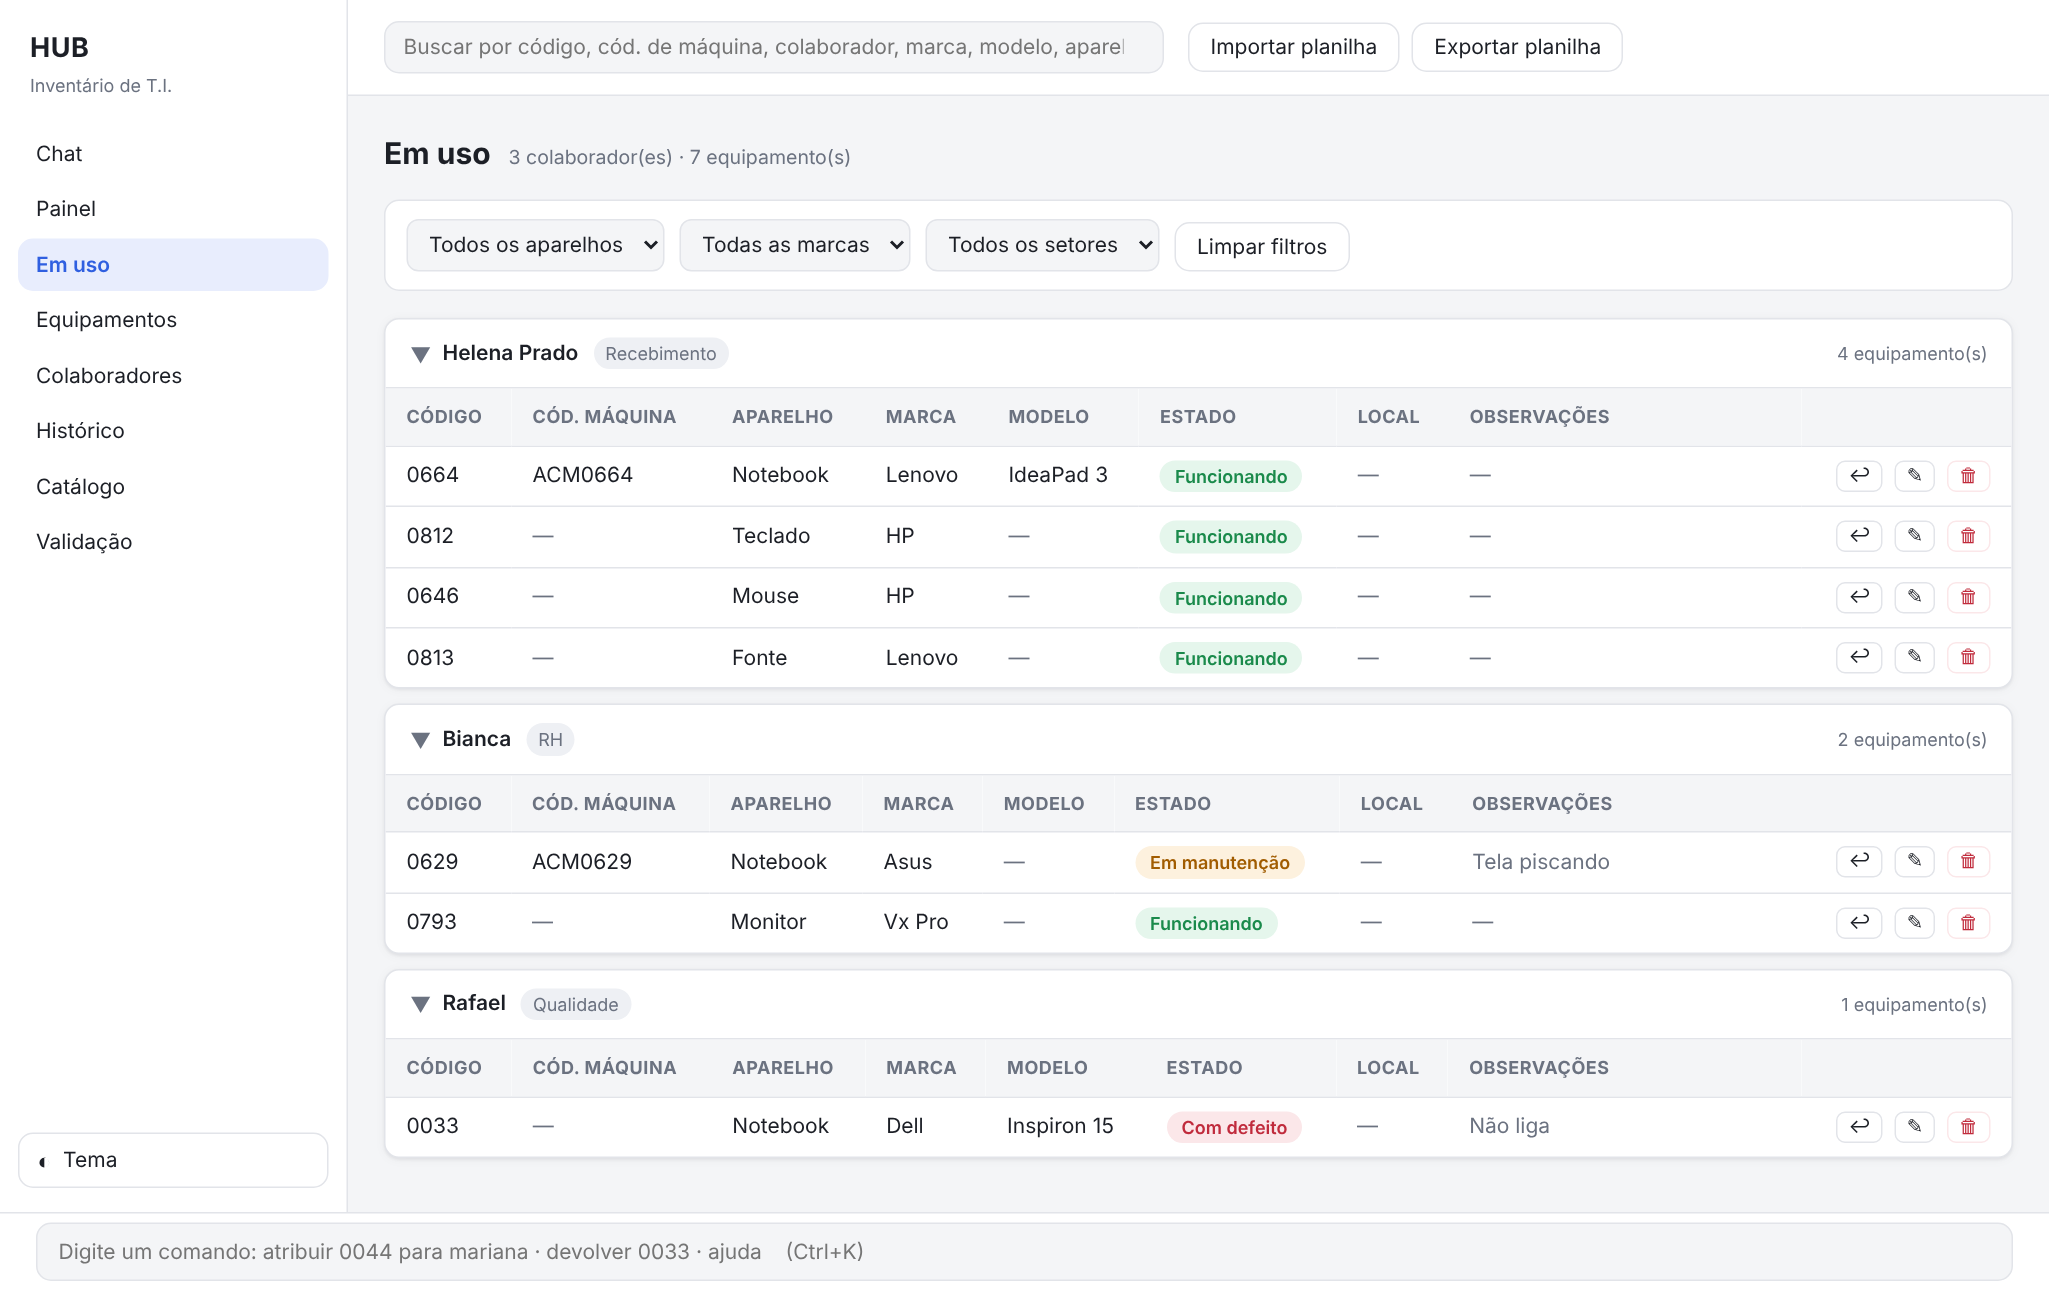 HUB
Inventário de T.I.
Chat
Painel
Em uso
Equipamentos
Colaboradores
Histórico
Catálogo
Validação
Tema
Buscar por código, cód. de máquina, colaborador, marca, modelo, aparel
Importar planilha
Exportar planilha
Em uso 3 colaborador(es) · 7 equipamento(s)
Todos os aparelhos Todas as marcas Todos os setores Limpar filtros
Helena Prado Recebimento 4 equipamento(s)
CÓDIGO CÓD. MÁQUINA APARELHO MARCA MODELO ESTADO LOCAL OBSERVAÇÕES
0664 ACM0664 Notebook Lenovo IdeaPad 3 Funcionando — —
0812 — Teclado HP — Funcionando — —
0646 — Mouse HP — Funcionando — —
0813 — Fonte Lenovo — Funcionando — —
Bianca RH 2 equipamento(s)
CÓDIGO CÓD. MÁQUINA APARELHO MARCA MODELO ESTADO LOCAL OBSERVAÇÕES
0629 ACM0629 Notebook Asus — Em manutenção — Tela piscando
0793 — Monitor Vx Pro — Funcionando — —
Rafael Qualidade 1 equipamento(s)
CÓDIGO CÓD. MÁQUINA APARELHO MARCA MODELO ESTADO LOCAL OBSERVAÇÕES
0033 — Notebook Dell Inspiron 15 Com defeito — Não liga
Digite um comando: atribuir 0044 para mariana · devolver 0033 · ajuda (Ctrl+K)